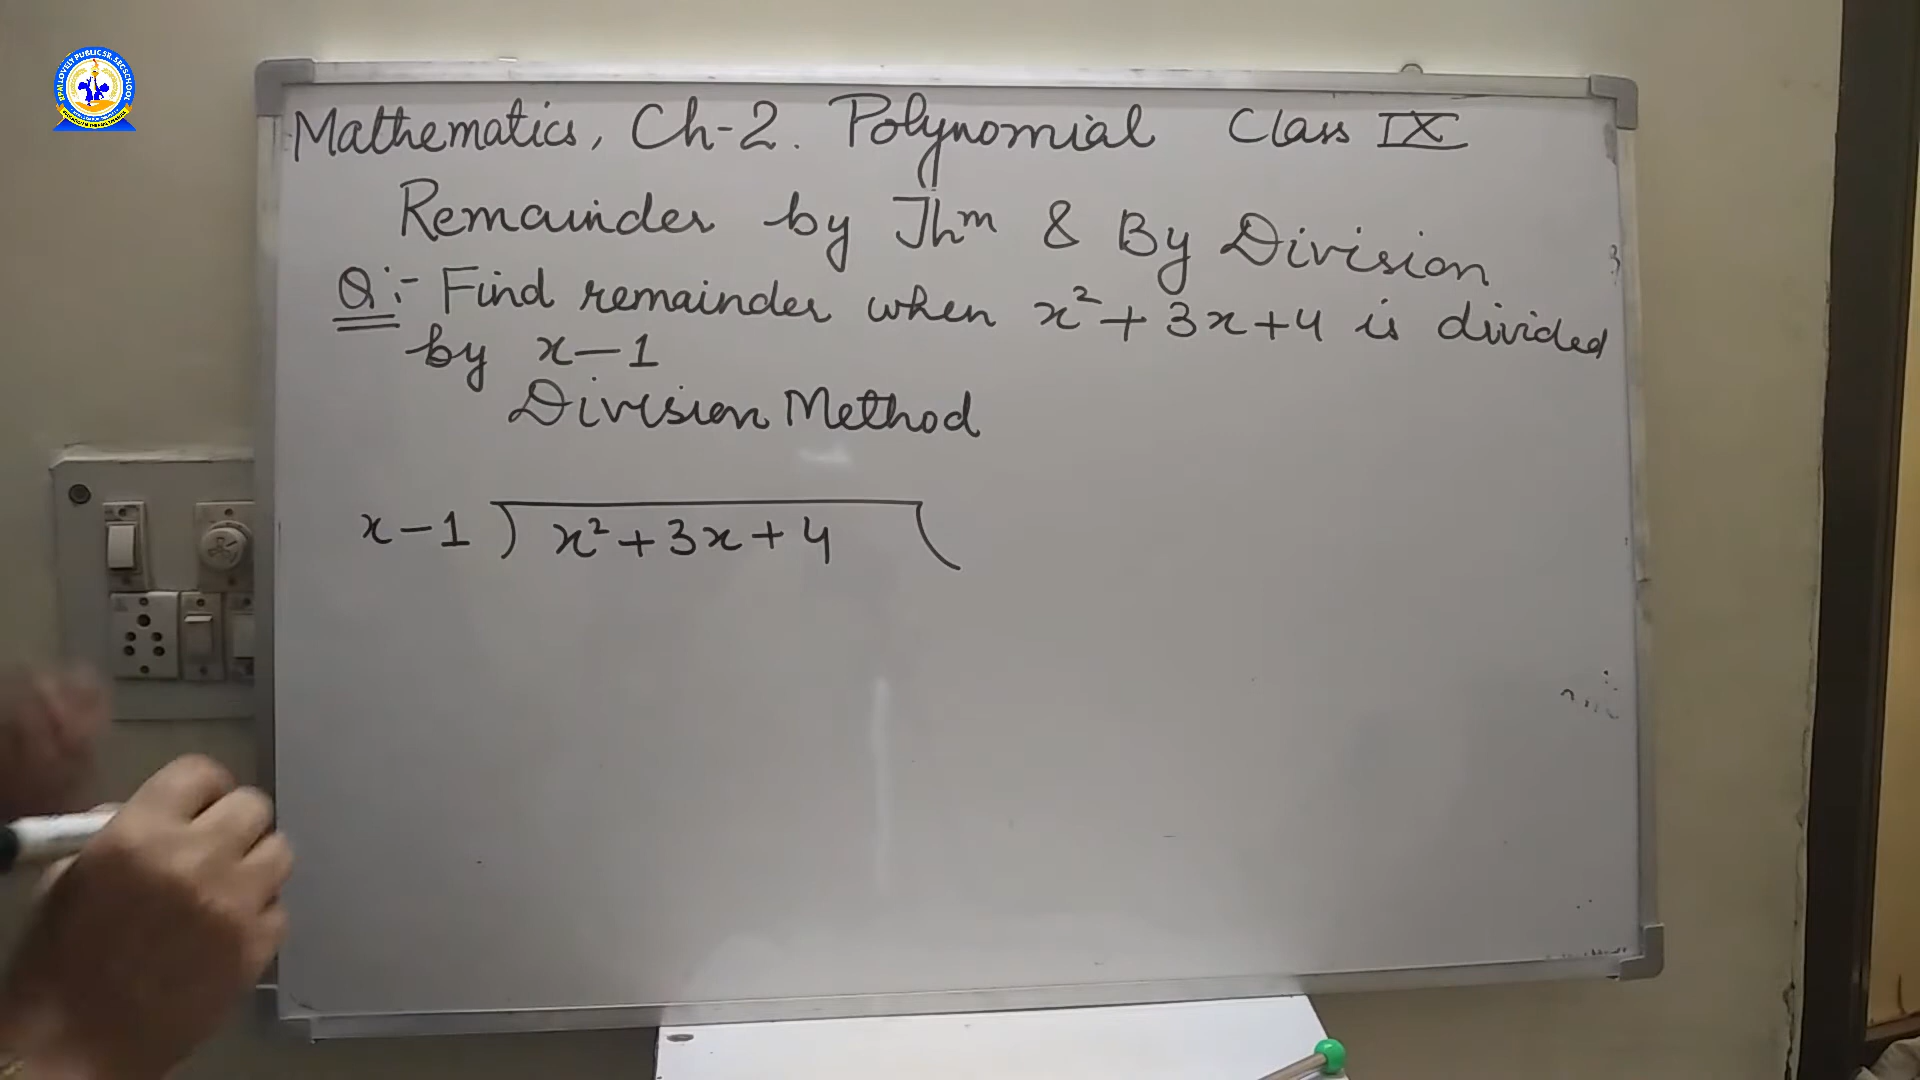 Mathematics, Ch-2. Polynomial Class IX
Remainder by Thm & By Division
Q:- Find remainder when x² + 3x + 4 is divided
by x - 1
Division Method
x - 1 ) x² + 3x + 4 (